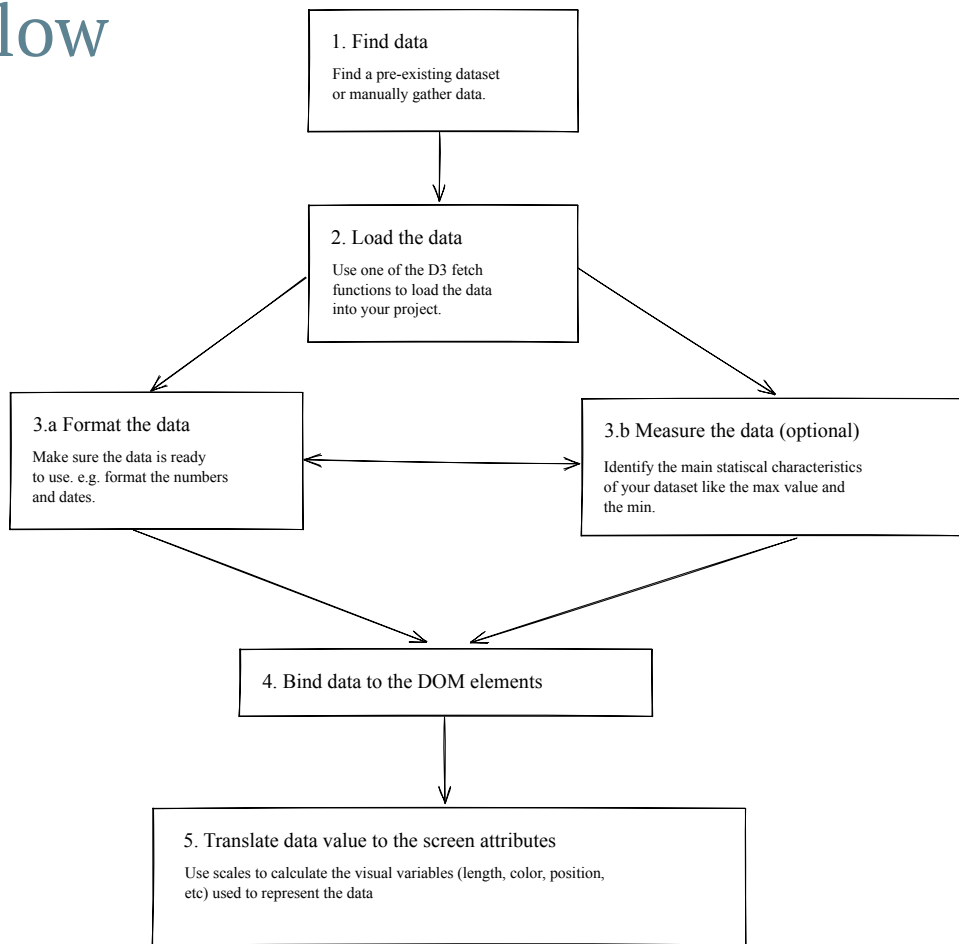 low
1. Find data
Find a pre-existing dataset
or manually gather data.
2. Load the data
Use one of the D3 fetch
functions to load the data
into your project.
3.a Format the data
Make sure the data is ready
to use. e.g. format the numbers
and dates.
3.b Measure the data (optional)
Identify the main statiscal characteristics
of your dataset like the max value and
the min.
4. Bind data to the DOM elements
5. Translate data value to the screen attributes
Use scales to calculate the visual variables (length, color, position,
etc) used to represent the data